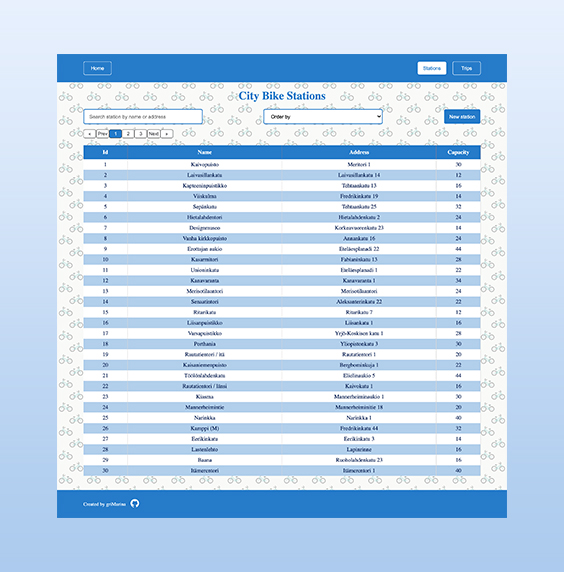 Home Stations Trips
City Bike Stations
Search station by name or address Order by New station
« Prev 1 2 3 Next »
Id Name Address Capacity
1 Kaivopuisto Meritori 1 30
2 Laivasillankatu Laivasillankatu 14 12
3 Kapteeninpuistikko Tehtaankatu 13 16
4 Viiskulma Fredrikinkatu 19 14
5 Sepänkatu Tehtaankatu 25 32
6 Hietalahdentori Hietalahdenkatu 2 24
7 Designmuseo Korkeavuorenkatu 23 14
8 Vanha kirkkopuisto Annankatu 16 24
9 Erottajan aukio Eteläesplanadi 22 44
10 Kasarmitori Fabianinkatu 13 28
11 Unioninkatu Eteläesplanadi 1 22
12 Kanavaranta Kanavaranta 1 34
13 Merisotilaantori Merisotilaantori 24
14 Senaatintori Aleksanterinkatu 22 22
15 Ritarikatu Ritarikatu 7 12
16 Liisanpuistikko Liisankatu 1 16
17 Varsapuistikko Yrjö-Koskisen katu 1 28
18 Porthania Yliopistonkatu 3 30
19 Rautatientori / itä Rautatientori 1 20
20 Kaisaniemenpuisto Berghominkuja 1 22
21 Töölönlahdenkatu Elielinaukio 5 44
22 Rautatientori / länsi Kaivokatu 1 16
23 Kiasma Mannerheiminaukio 1 30
24 Mannerheimintie Mannerheimintie 18 20
25 Narinkka Narinkka 1 40
26 Kamppi (M) Fredrikinkatu 44 32
27 Eerikinkatu Eerikinkatu 3 14
28 Lastenlehto Lapinrinne 16
29 Baana Ruoholahdenkatu 23 16
30 Itämerentori Itämerentori 1 40
Created by